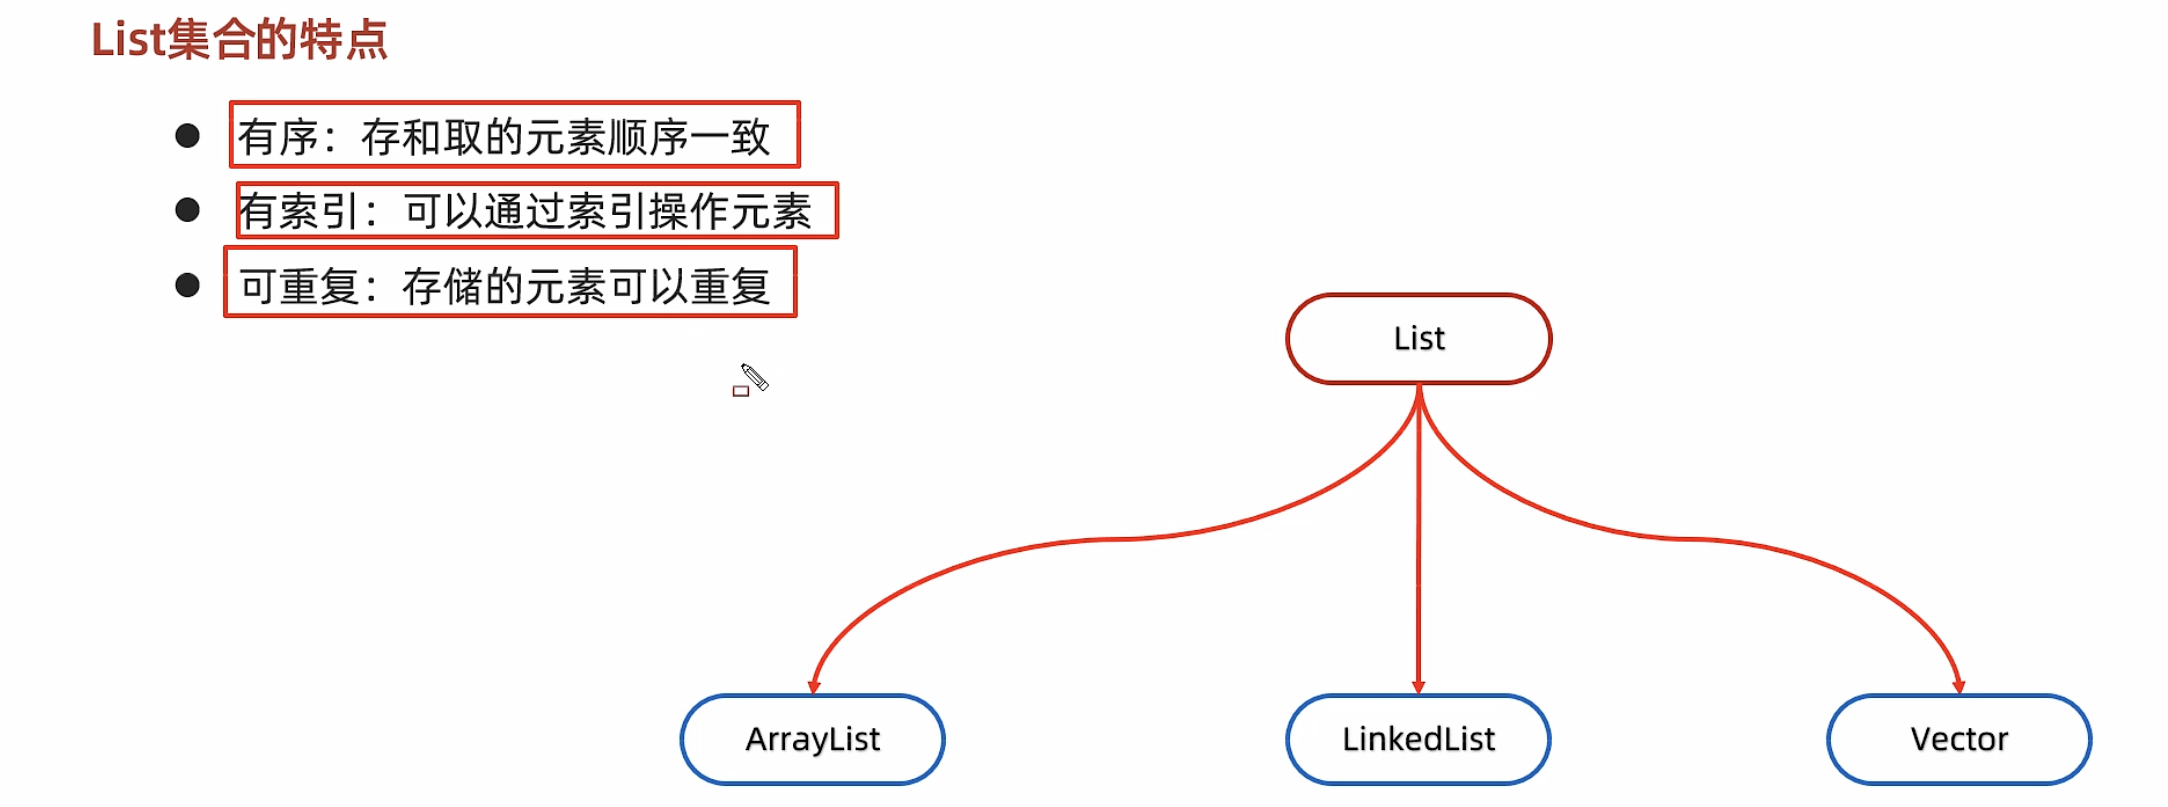 List集合的特点
有序：存和取的元素顺序一致
有索引：可以通过索引操作元素
可重复：存储的元素可以重复
List
ArrayList
LinkedList
Vector